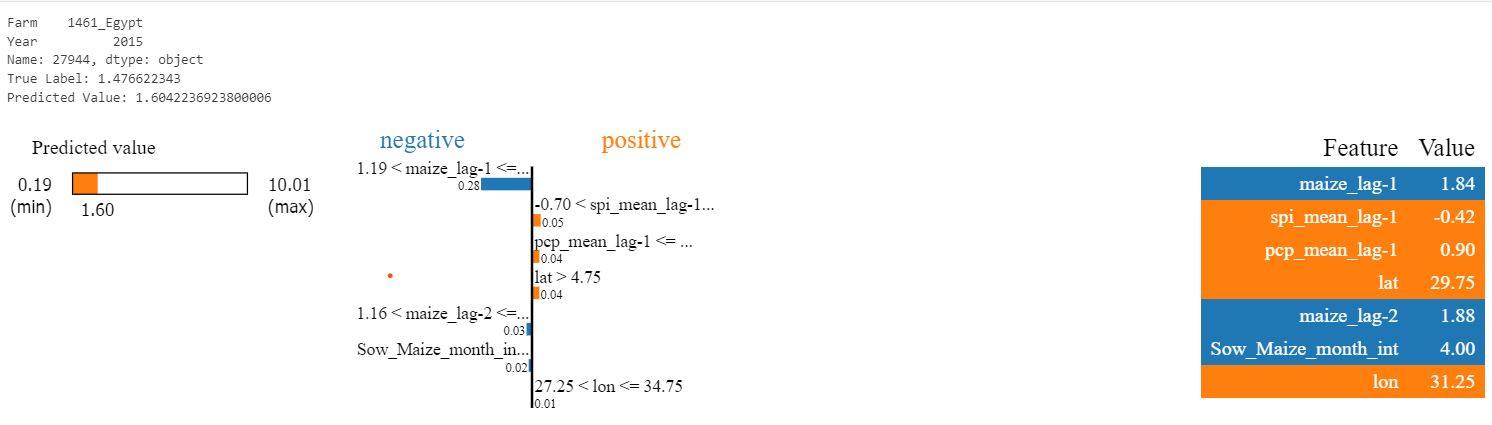 Farm    1461_Egypt
Year          2015
Name: 27944, dtype: object
True Label: 1.476622343
Predicted Value: 1.6042236923800006
Predicted value
0.19
(min)
1.60
10.01
(max)
negative positive
1.19 < maize_lag-1 <=...
0.28
-0.70 < spi_mean_lag-1...
0.05
pcp_mean_lag-1 <= ...
0.04
lat > 4.75
0.04
1.16 < maize_lag-2 <=...
0.03
Sow_Maize_month_in...
0.02
27.25 < lon <= 34.75
0.01
Feature Value
maize_lag-1 1.84
spi_mean_lag-1 -0.42
pcp_mean_lag-1 0.90
lat 29.75
maize_lag-2 1.88
Sow_Maize_month_int 4.00
lon 31.25